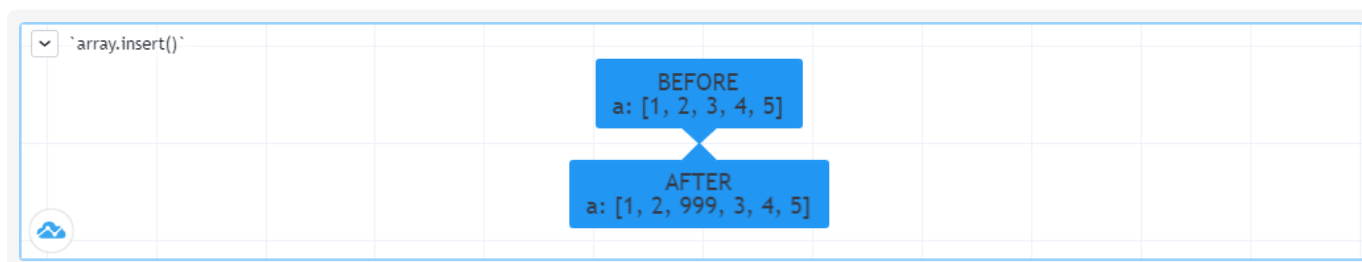 `array.insert()`
BEFORE
a: [1, 2, 3, 4, 5]
AFTER
a: [1, 2, 999, 3, 4, 5]